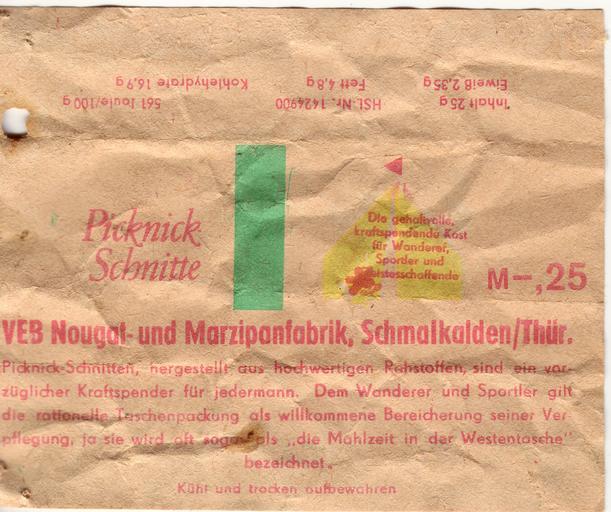 Inhalt 25 g
Eiweiß 2,35 g
HSL-Nr. 1424900
Fett 4,8 g
561 Joule/100 g
Kohlehydrate 16,9 g
Picknick
Schnitte
Die gehaltvolle,
kraftspendende Kost
für Wanderer,
Sportler und
Geistesschaffende
M–,25
VEB Nougat- und Marzipanfabrik, Schmalkalden/Thür.
Picknick-Schnitten, hergestellt aus hochwertigen Rohstoffen, sind ein vor-
züglicher Kraftspender für jedermann. Dem Wanderer und Sportler gilt
die rationelle Taschenpackung als willkommene Bereicherung seiner Ver-
pflegung, ja sie wird oft sogar als „die Mahlzeit in der Westentasche"
bezeichnet.
Kühl und trocken aufbewahren